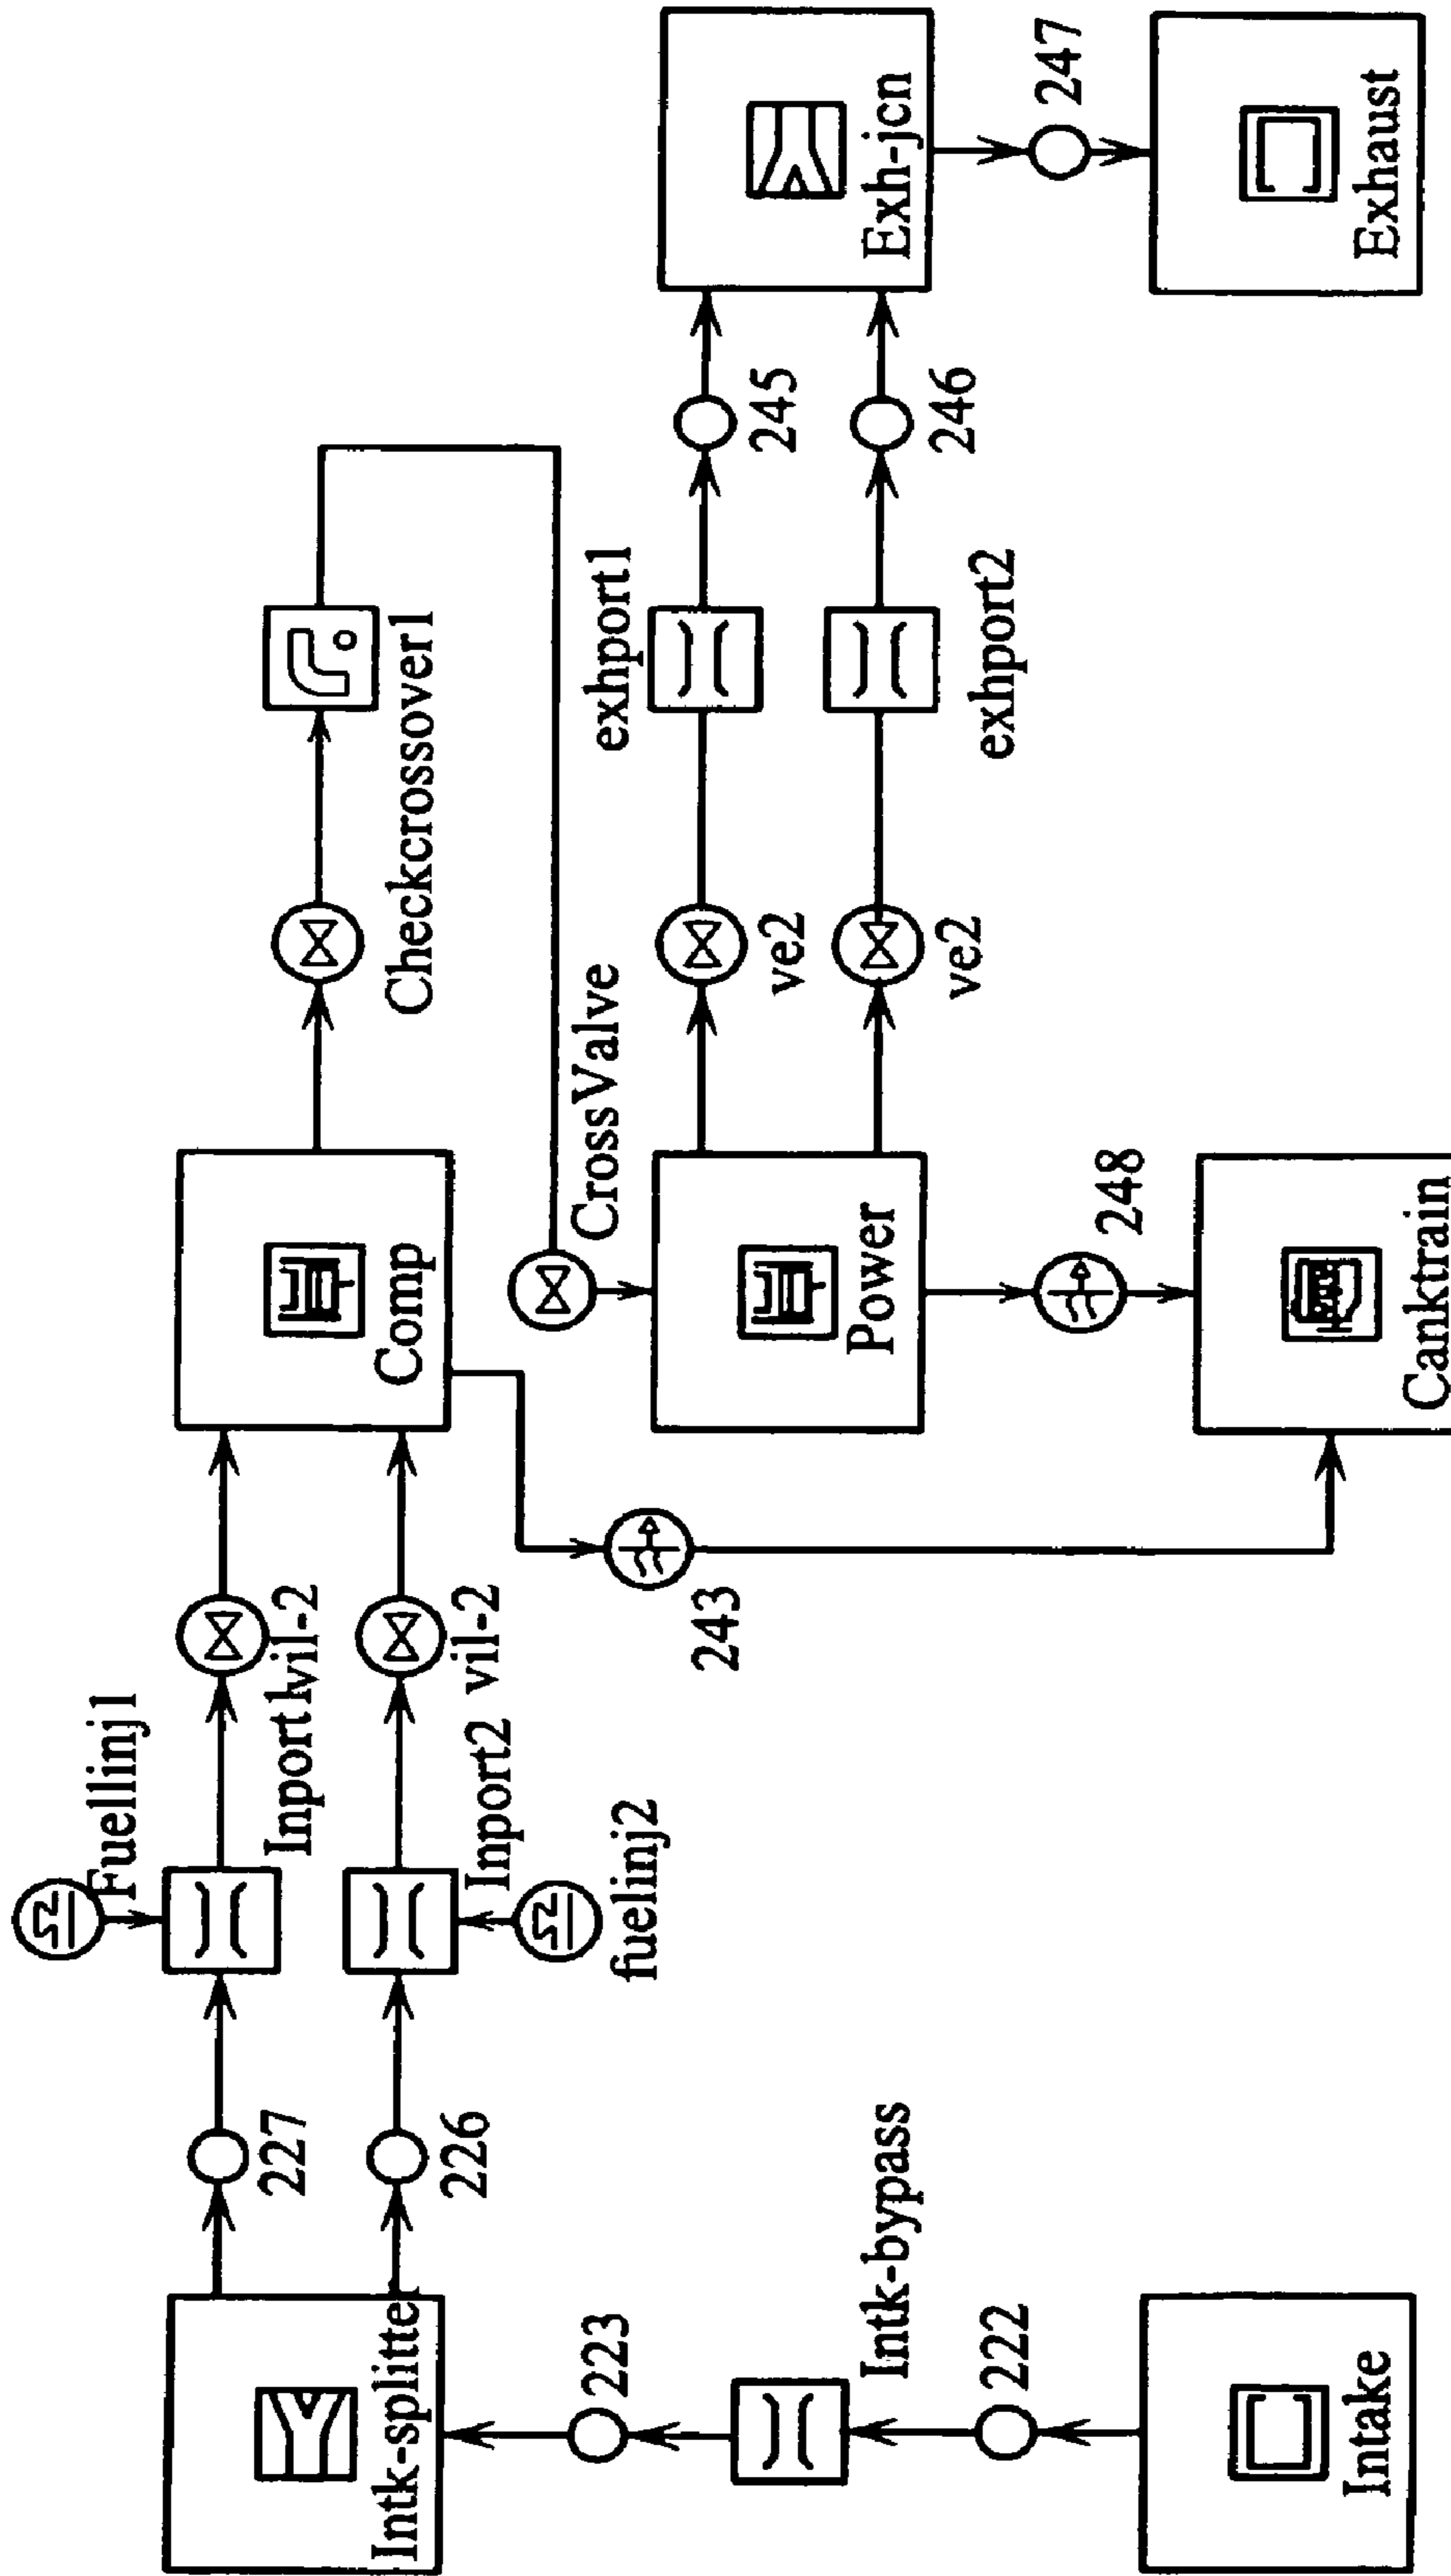 Fuellinj1
227
Inport1
vil-2
Intk-splitter
Comp
Checkcrossover1
226
Inport2
vil-2
CrossValve
223
exhport1
fuelinj2
243
245
ve2
Power
Intk-bypass
Exh-jcn
246
ve2
exhport2
222
247
248
Intake
Exhaust
Canktrain